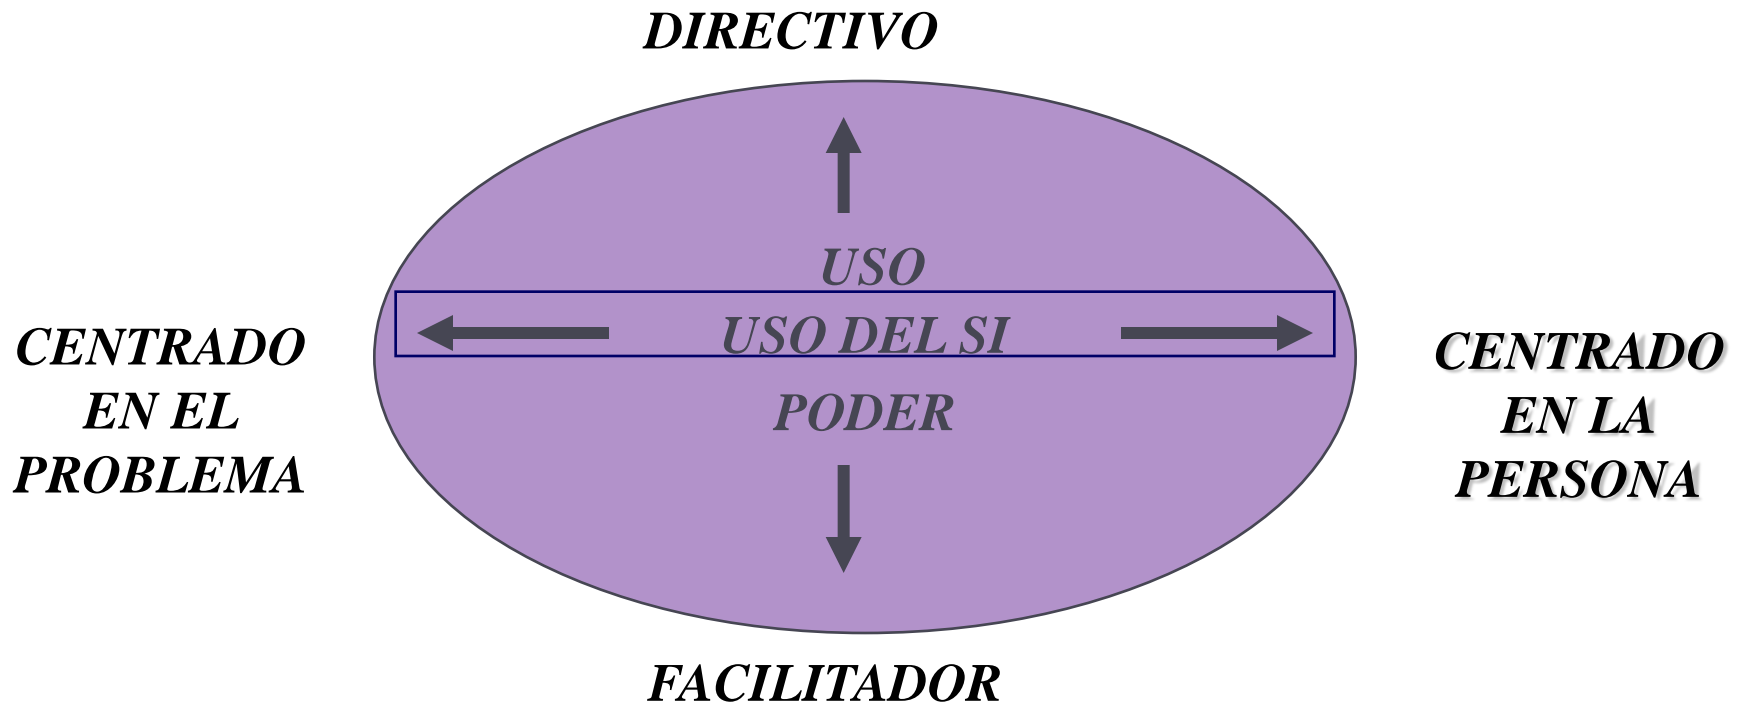 DIRECTIVO
USO
USO DEL SI
PODER
CENTRADO
EN EL
PROBLEMA
CENTRADO
EN LA
PERSONA
FACILITADOR